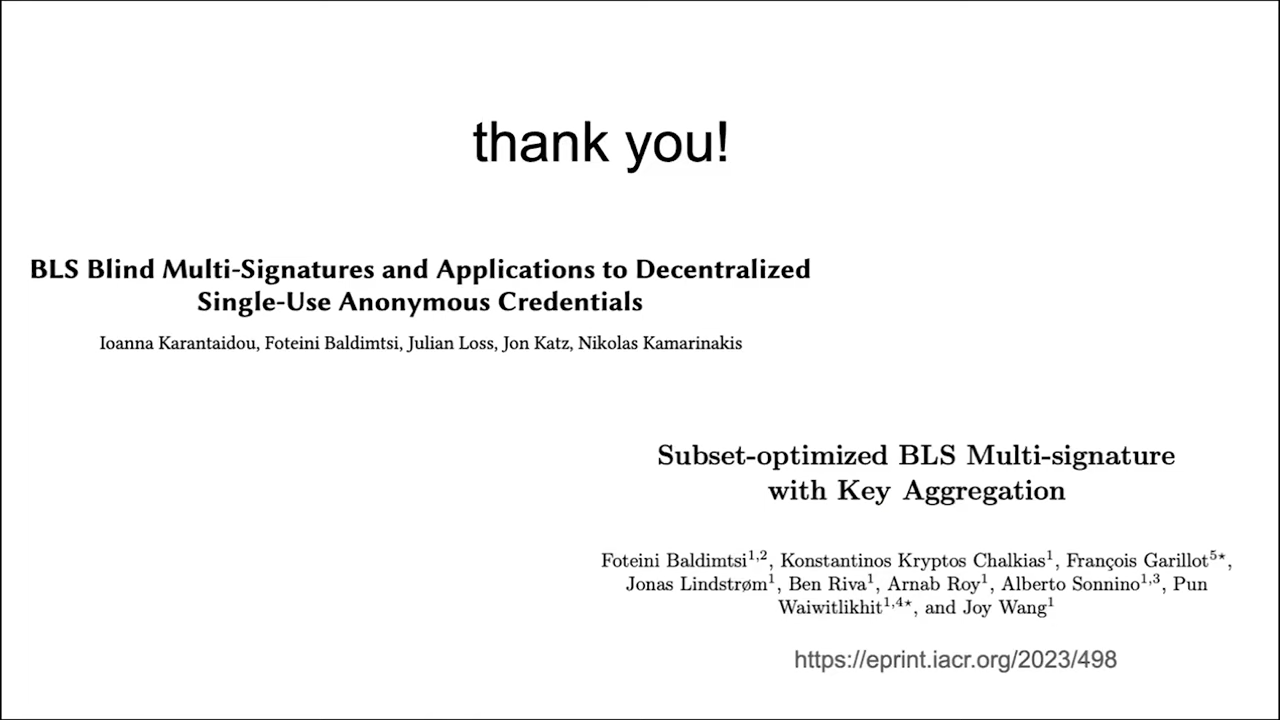 thank you!
BLS Blind Multi-Signatures and Applications to Decentralized
Single-Use Anonymous Credentials
Ioanna Karantaidou, Foteini Baldimtsi, Julian Loss, Jon Katz, Nikolas Kamarinakis
Subset-optimized BLS Multi-signature
with Key Aggregation
Foteini Baldimtsi¹,², Konstantinos Kryptos Chalkias¹, François Garillot⁵⋆,
Jonas Lindstrøm¹, Ben Riva¹, Arnab Roy¹, Alberto Sonnino¹,³, Pun
Waiwitlikhit¹,⁴⋆, and Joy Wang¹
https://eprint.iacr.org/2023/498